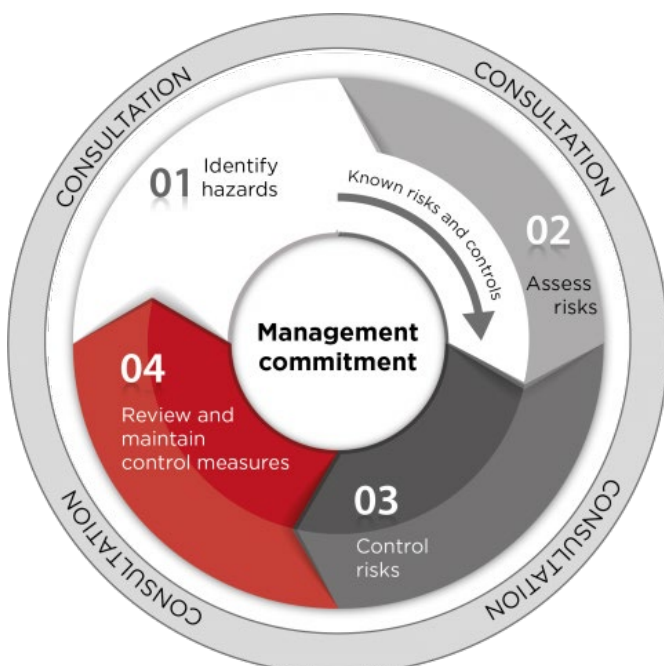 CONSULTATION
CONSULTATION
01
Identify
hazards
Known risks and controls
02
Assess
risks
Management
commitment
04
Review and
maintain
control measures
03
Control
risks
CONSULTATION
CONSULTATION